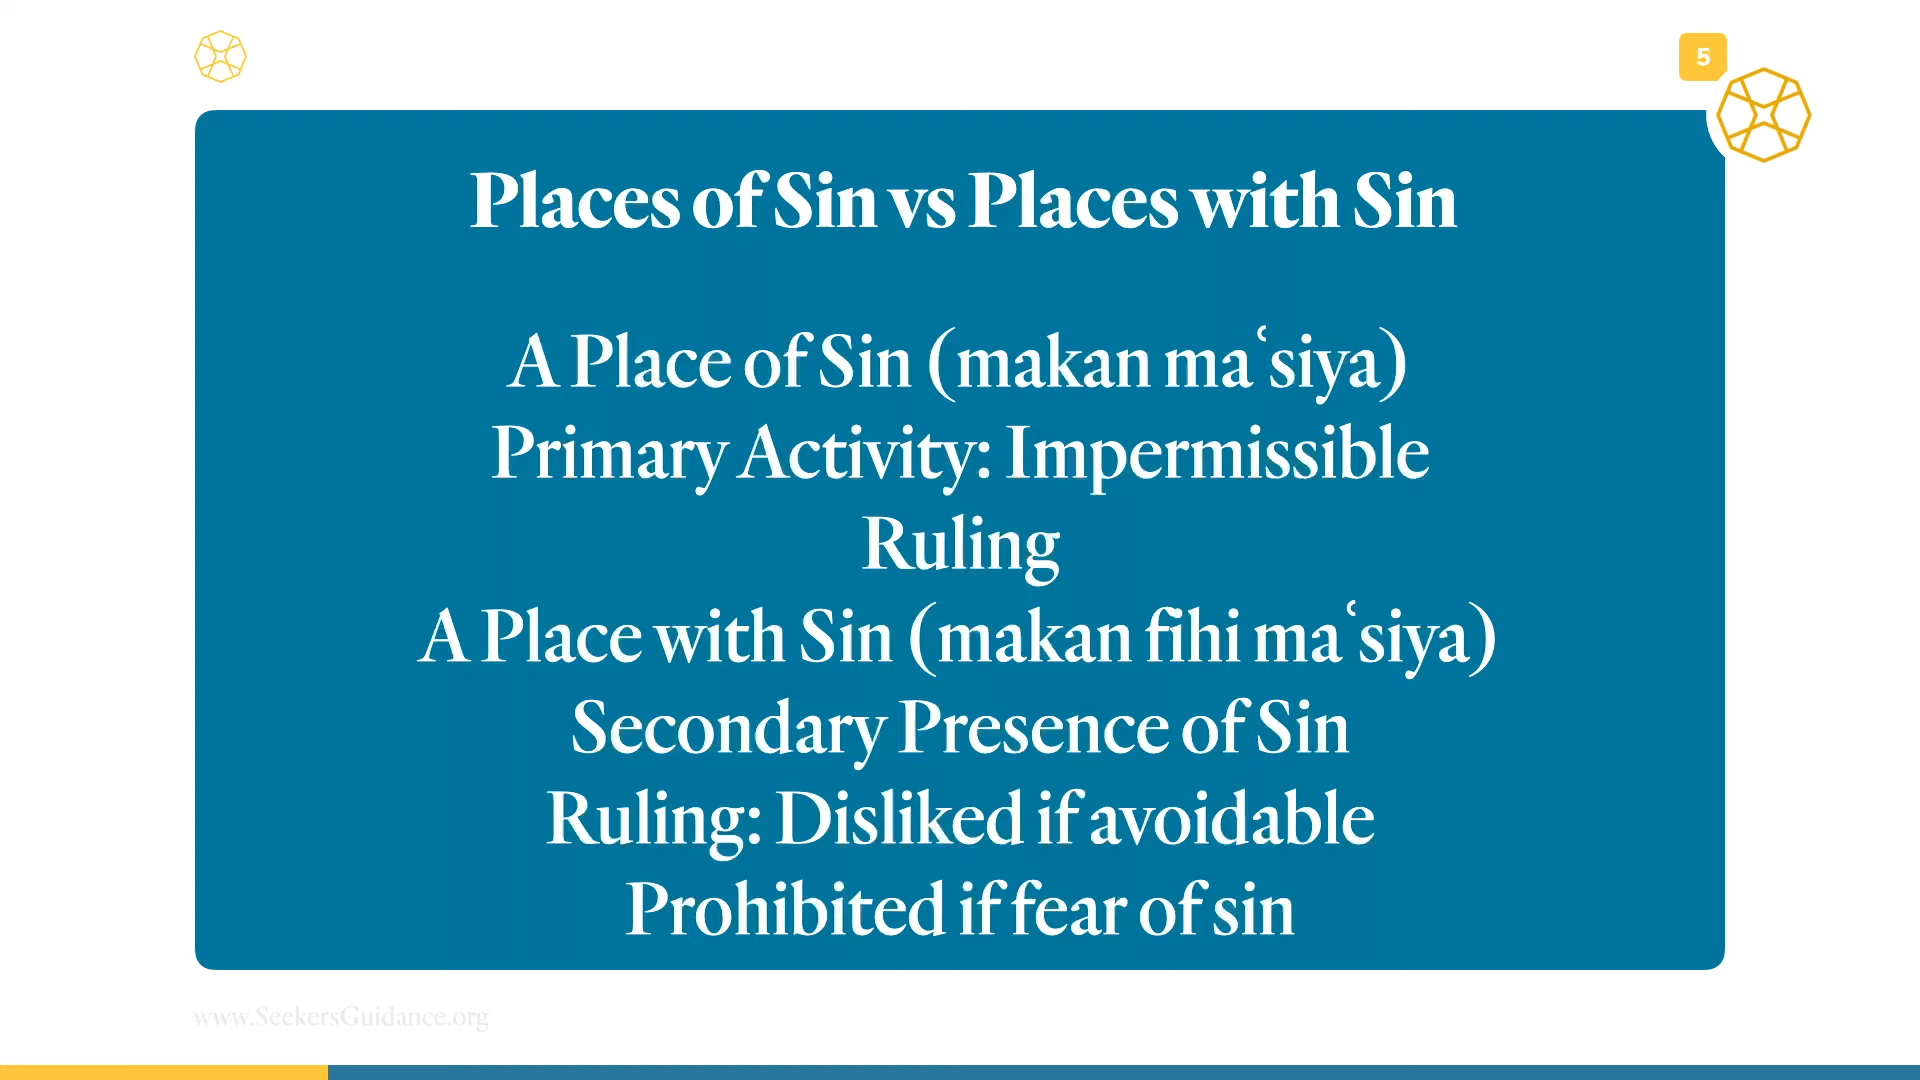 5
Places of Sin vs Places with Sin
A Place of Sin (makan maʿsiya)
Primary Activity: Impermissible
Ruling
A Place with Sin (makan fihi maʿsiya)
Secondary Presence of Sin
Ruling: Disliked if avoidable
Prohibited if fear of sin
www.SeekersGuidance.org